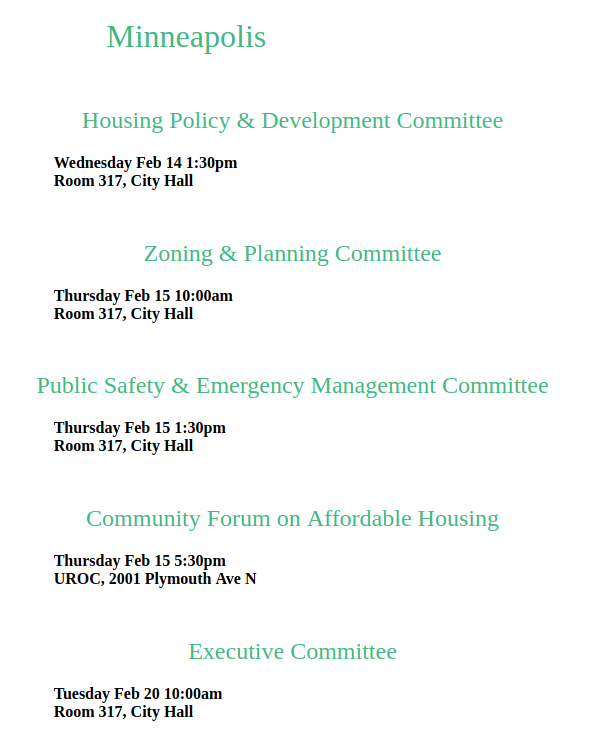 Minneapolis
Housing Policy & Development Committee
Wednesday Feb 14 1:30pm
Room 317, City Hall
Zoning & Planning Committee
Thursday Feb 15 10:00am
Room 317, City Hall
Public Safety & Emergency Management Committee
Thursday Feb 15 1:30pm
Room 317, City Hall
Community Forum on Affordable Housing
Thursday Feb 15 5:30pm
UROC, 2001 Plymouth Ave N
Executive Committee
Tuesday Feb 20 10:00am
Room 317, City Hall